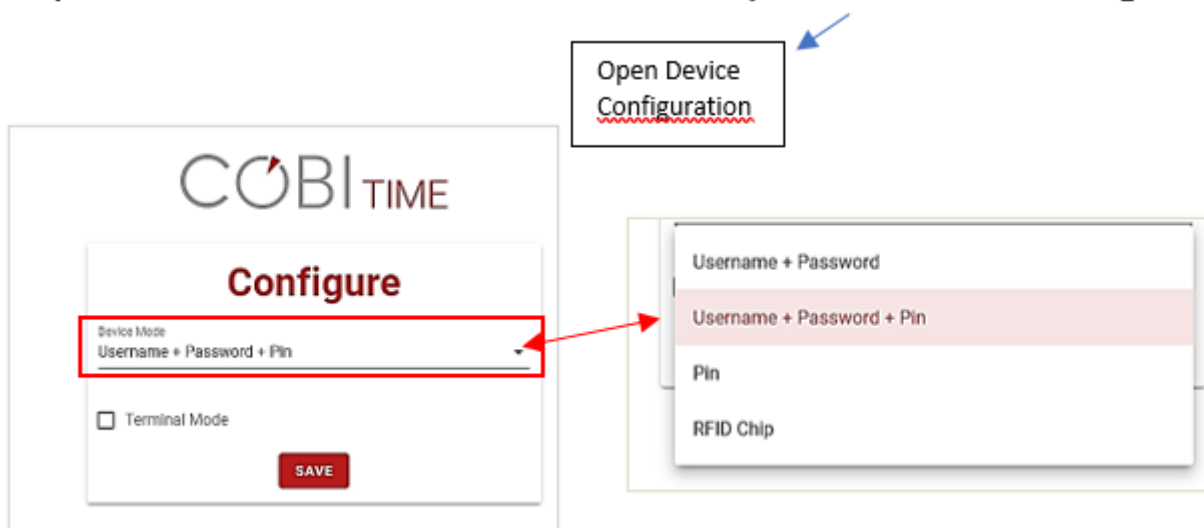 Open Device
Configuration
COBI TIME
Configure
Device Mode
Username + Password + Pin
Terminal Mode
SAVE
Username + Password
Username + Password + Pin
Pin
RFID Chip